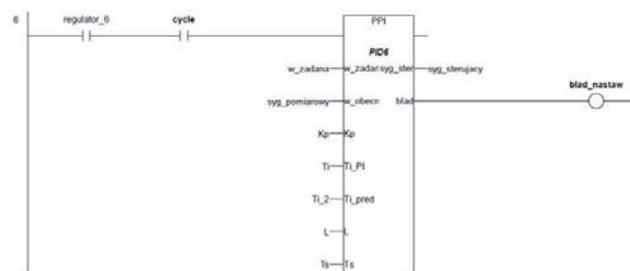 6
regulator_6 cycle PPI
PID6
w_zadana w_zadan syg_ster syg_sterujacy
blad_nastaw
syg_pomiarowy w_obecn blad
Kp Kp
Ti Ti_PI
Ti_2 Ti_pred
L L
Ts Ts